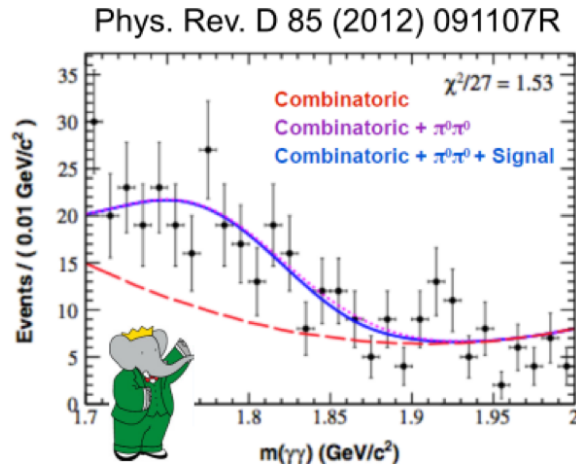 Phys. Rev. D 85 (2012) 091107R
χ²/27 = 1.53
Combinatoric
Combinatoric + π⁰π⁰
Combinatoric + π⁰π⁰ + Signal
Events / ( 0.01 GeV/c² )
35
30
25
20
15
10
5
0
1.7
1.75
1.8
1.85
1.9
1.95
2
m(γγ) (GeV/c²)